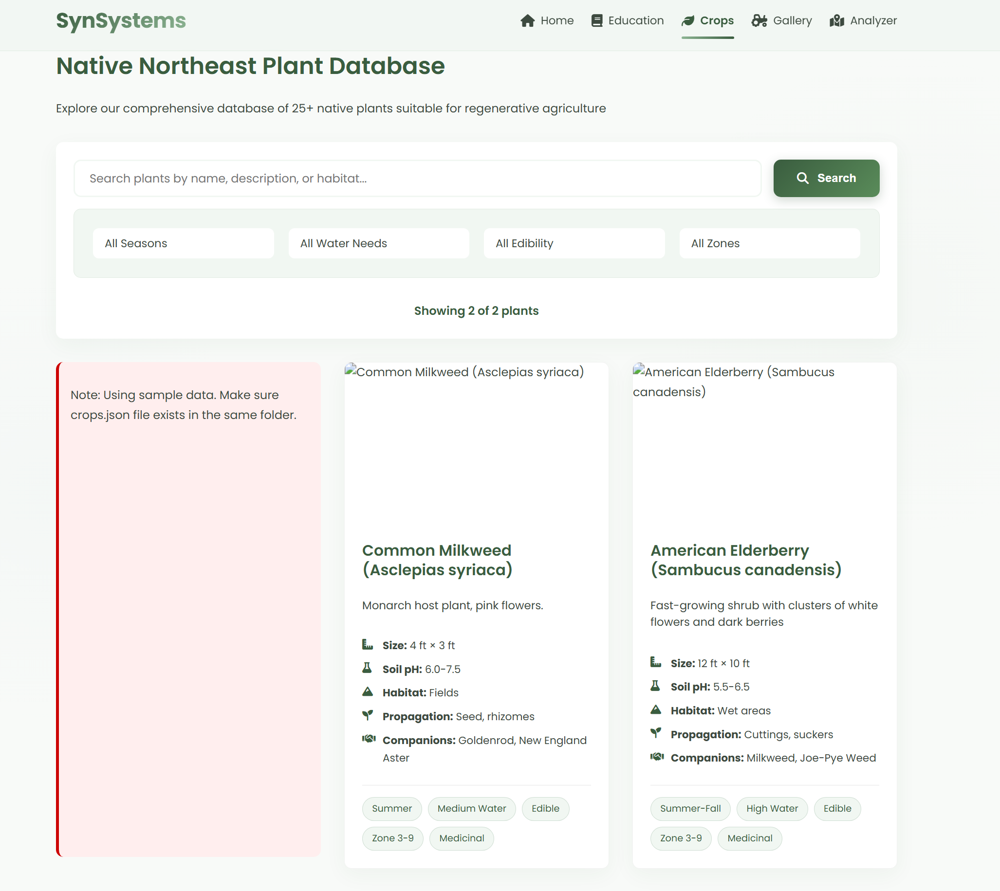 SynSystems
Home
Education
Crops
Gallery
Analyzer
Native Northeast Plant Database
Explore our comprehensive database of 25+ native plants suitable for regenerative agriculture
Search plants by name, description, or habitat...
Search
All Seasons
All Water Needs
All Edibility
All Zones
Showing 2 of 2 plants
Note: Using sample data. Make sure
crops.json file exists in the same folder.
Common Milkweed (Asclepias syriaca)
Common Milkweed
(Asclepias syriaca)
Monarch host plant, pink flowers.
Size: 4 ft × 3 ft
Soil pH: 6.0-7.5
Habitat: Fields
Propagation: Seed, rhizomes
Companions: Goldenrod, New England
Aster
Summer
Medium Water
Edible
Zone 3-9
Medicinal
American Elderberry (Sambucus
canadensis)
American Elderberry
(Sambucus canadensis)
Fast-growing shrub with clusters of white
flowers and dark berries
Size: 12 ft × 10 ft
Soil pH: 5.5-6.5
Habitat: Wet areas
Propagation: Cuttings, suckers
Companions: Milkweed, Joe-Pye Weed
Summer-Fall
High Water
Edible
Zone 3-9
Medicinal